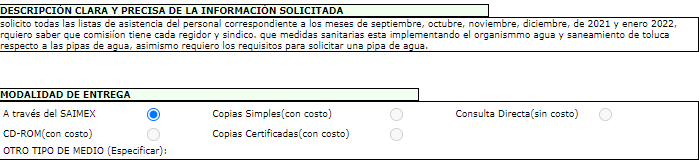 DESCRIPCIÓN CLARA Y PRECISA DE LA INFORMACIÓN SOLICITADA
solicito todas las listas de asistencia del personal correspondiente a los meses de septiembre, octubre, noviembre, diciembre, de 2021 y enero 2022,
rquiero saber que comisiíon tiene cada regidor y sindico. que medidas sanitarias esta implementando el organismmo agua y saneamiento de toluca
respecto a las pipas de agua, asimismo requiero los requisitos para solicitar una pipa de agua.
MODALIDAD DE ENTREGA
A través del SAIMEX Copias Simples(con costo) Consulta Directa(sin costo)
CD-ROM(con costo) Copias Certificadas(con costo)
OTRO TIPO DE MEDIO (Especificar):